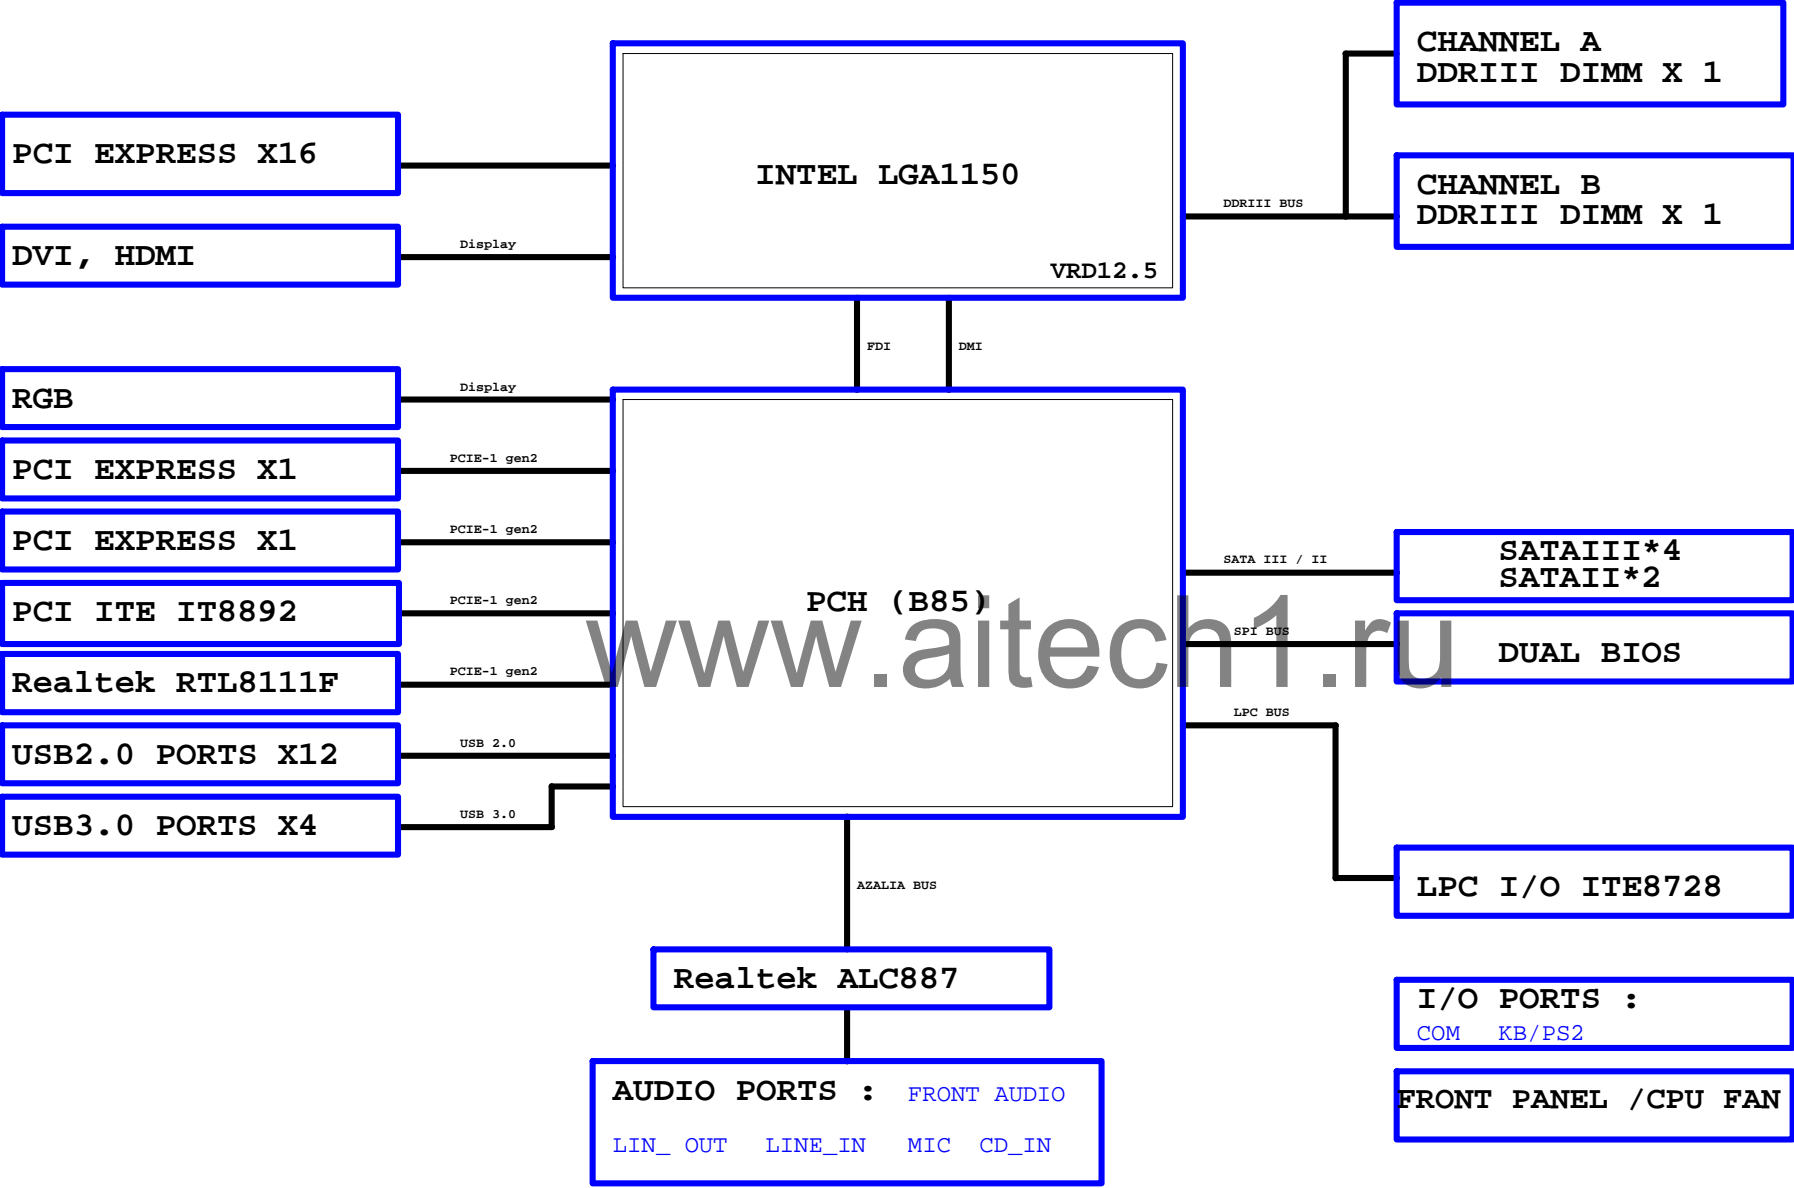 CHANNEL A
DDRIII DIMM X 1
PCI EXPRESS X16
INTEL LGA1150
CHANNEL B
DDRIII DIMM X 1
DDRIII BUS
DVI, HDMI
Display
VRD12.5
FDI
DMI
RGB
Display
PCI EXPRESS X1
PCIE-1 gen2
PCI EXPRESS X1
PCIE-1 gen2
SATA III / II
SATAIII*4
SATAII*2
PCI ITE IT8892
PCIE-1 gen2
PCH (B85)
www.aitech1.ru
SPI BUS
DUAL BIOS
Realtek RTL8111F
PCIE-1 gen2
LPC BUS
USB2.0 PORTS X12
USB 2.0
USB3.0 PORTS X4
USB 3.0
AZALIA BUS
LPC I/O ITE8728
Realtek ALC887
I/O PORTS :
COM KB/PS2
AUDIO PORTS : FRONT AUDIO
LIN_ OUT LINE_IN MIC CD_IN
FRONT PANEL /CPU FAN